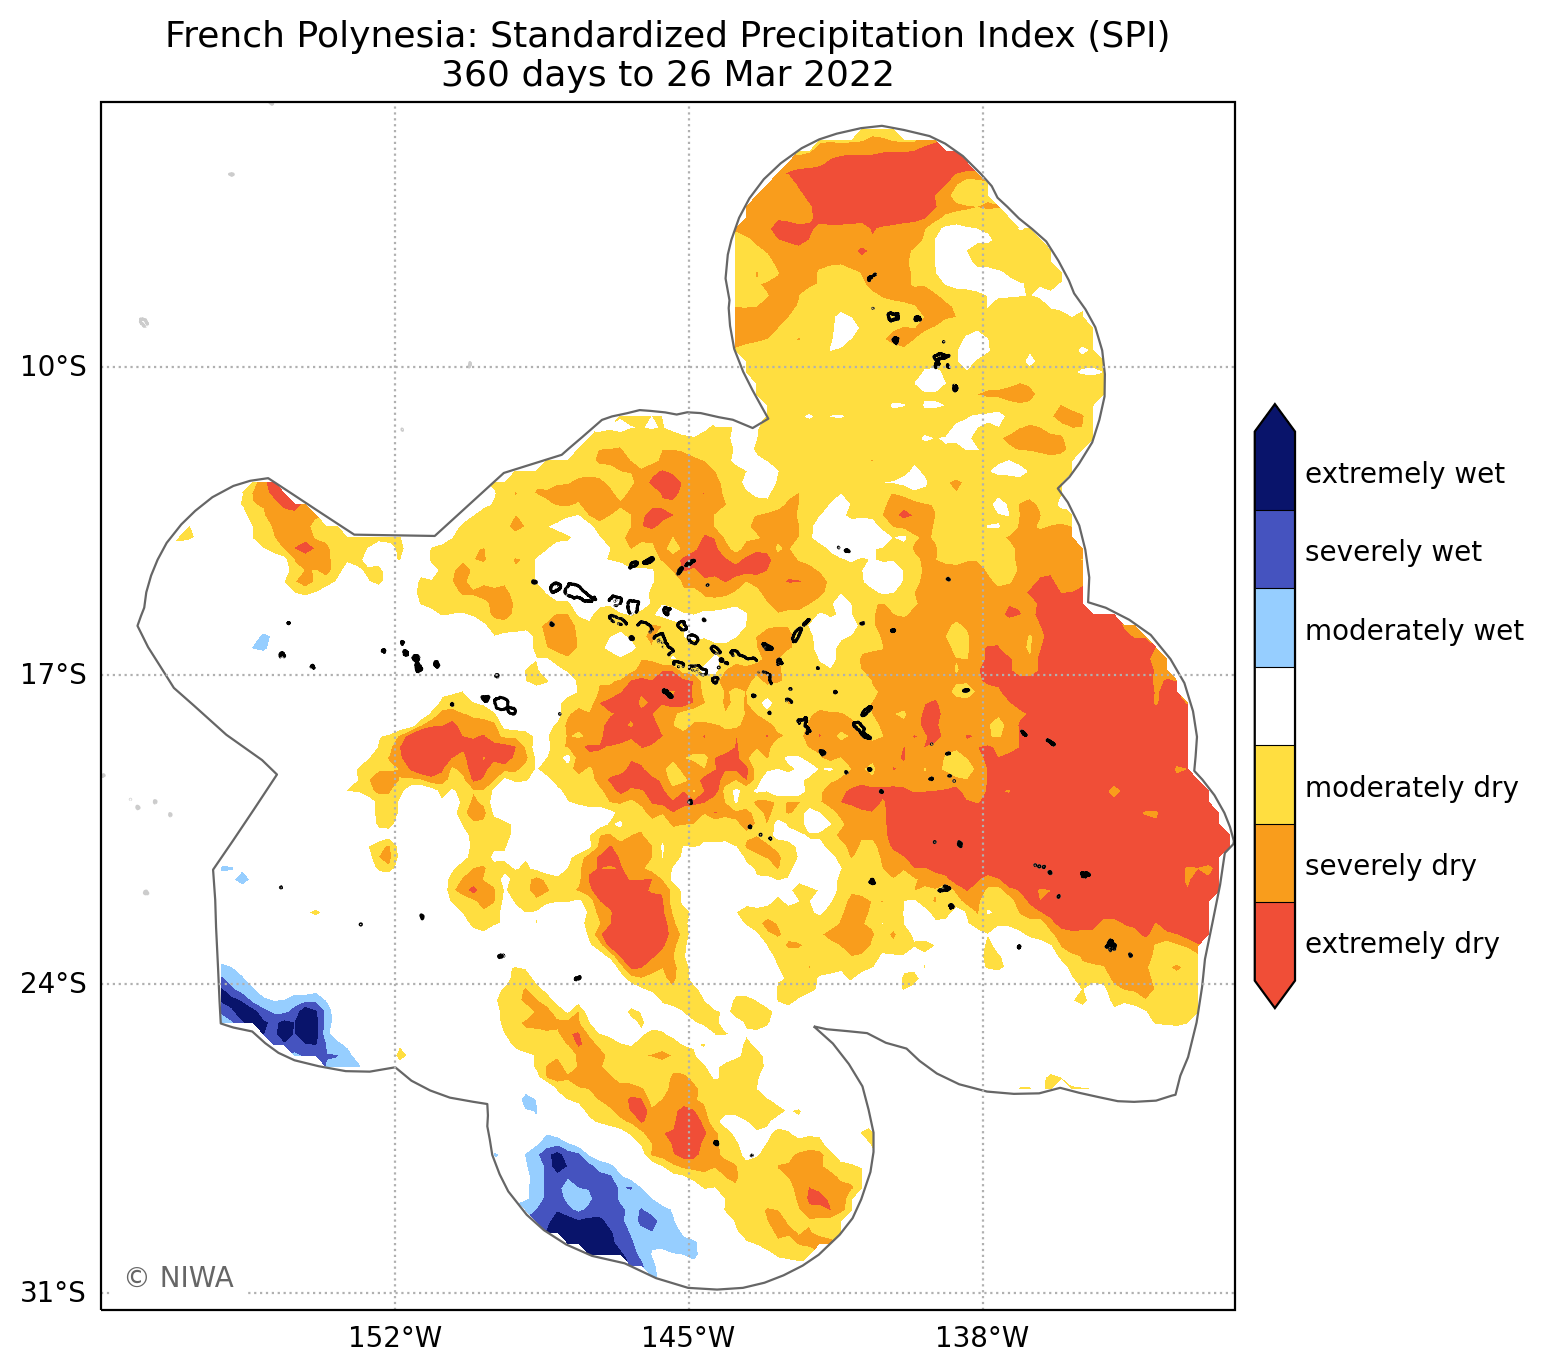 French Polynesia: Standardized Precipitation Index (SPI)
360 days to 26 Mar 2022
10°S
17°S
24°S
31°S
152°W
145°W
138°W
extremely wet
severely wet
moderately wet
moderately dry
severely dry
extremely dry
© NIWA